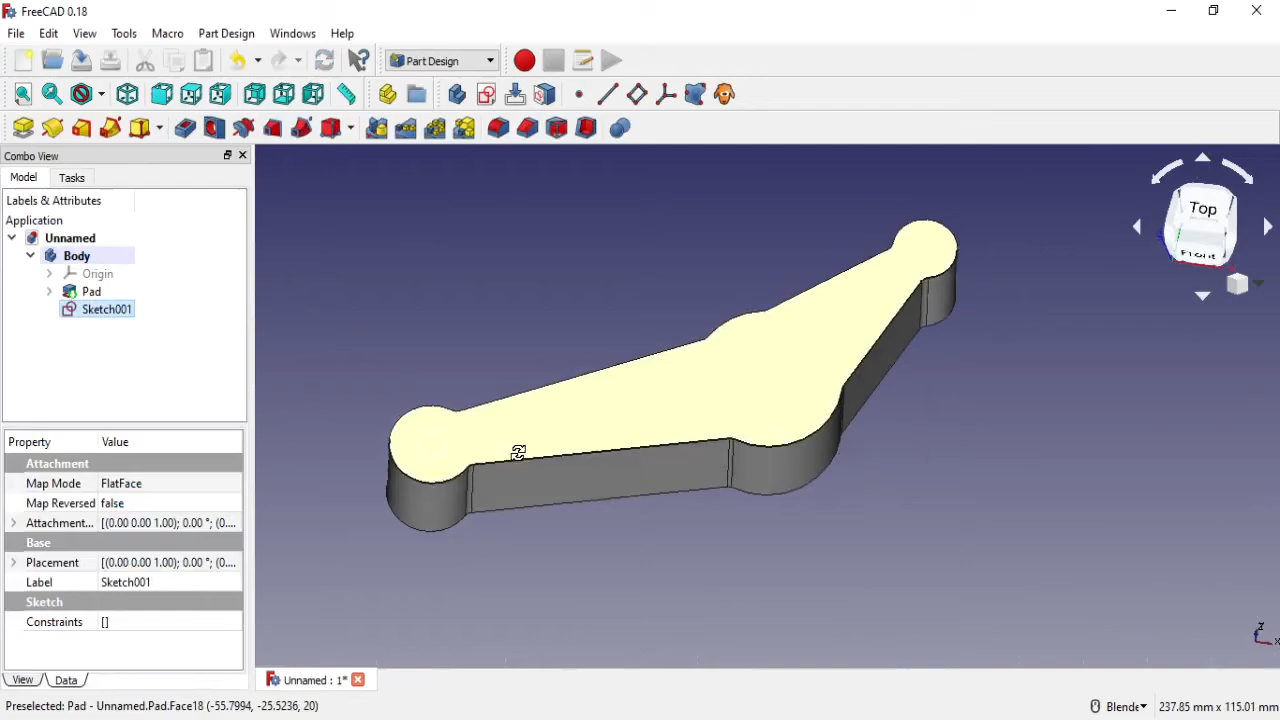 FreeCAD 0.18
File Edit View Tools Macro Part Design Windows Help
Part Design
Combo View
Model Tasks
Labels & Attributes
Application
Unnamed
Body
Origin
Pad
Sketch001
Top
Front
Property Value
Attachment
Map Mode FlatFace
Map Reversed false
Attachment... [(0.00 0.00 1.00); 0.00 °; (0....
Base
Placement [(0.00 0.00 1.00); 0.00 °; (0....
Label Sketch001
Sketch
Constraints []
Z
X
View Data
Unnamed : 1*
Preselected: Pad - Unnamed.Pad.Face18 (-55.7994, -25.5236, 20)
Blende
237.85 mm x 115.01 mm